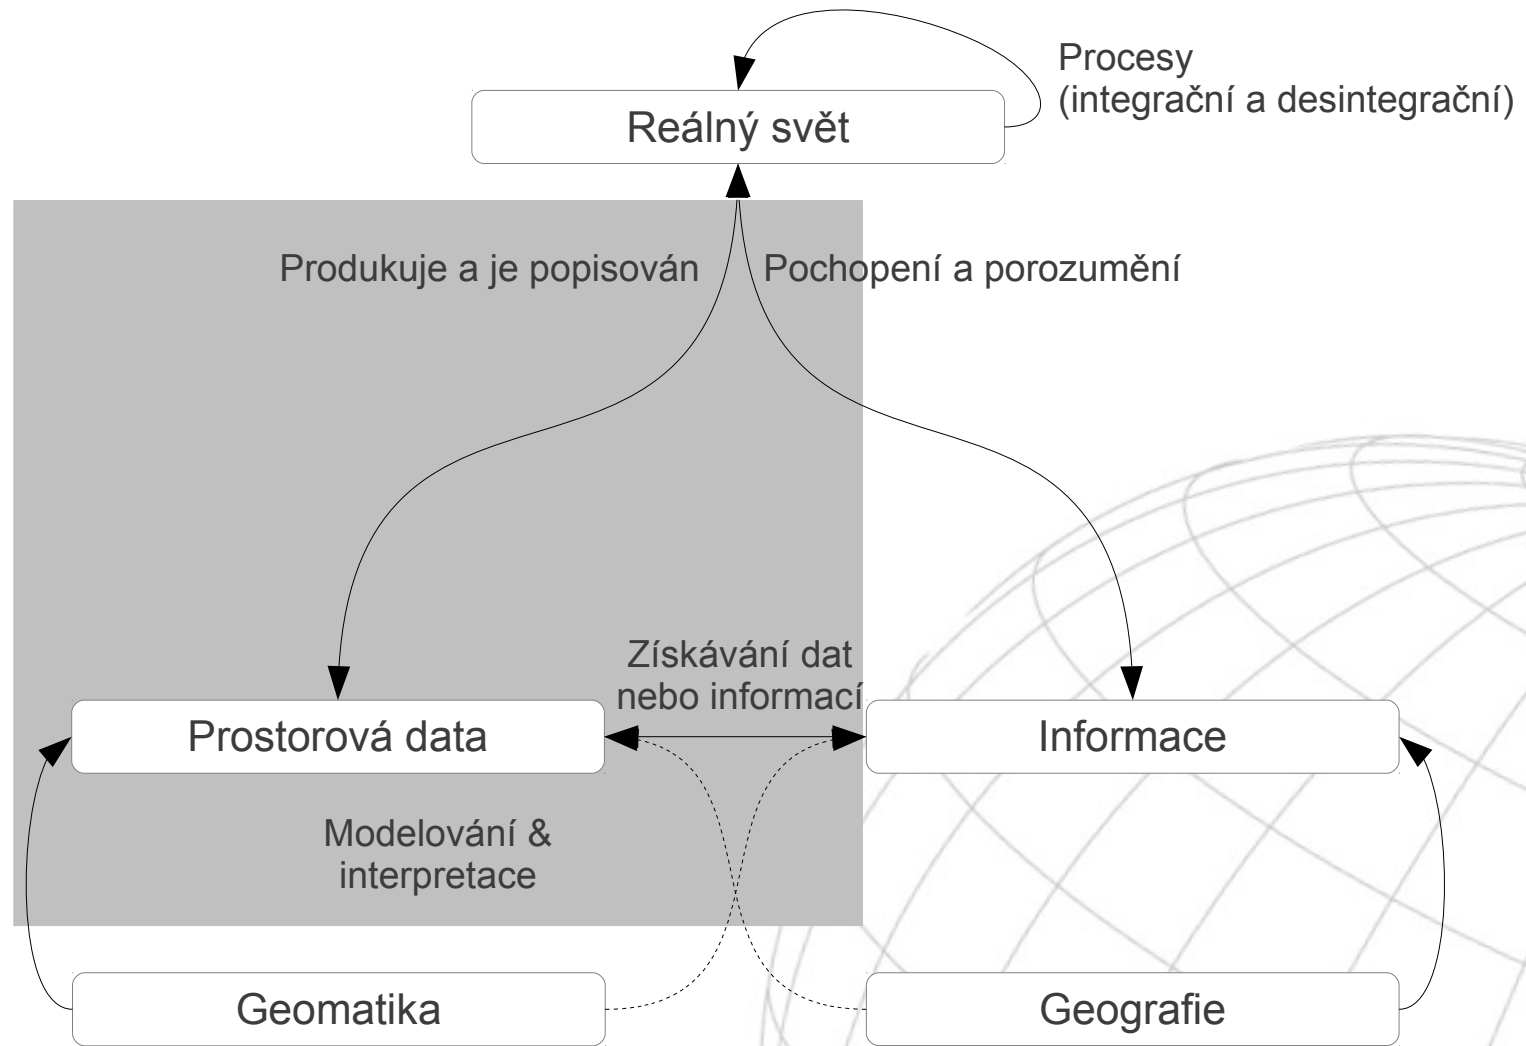 Procesy
(integrační a desintegrační)
Reálný svět
Produkuje a je popisován
Pochopení a porozumění
Získávání dat
nebo informací
Prostorová data
Informace
Modelování &
interpretace
Geomatika
Geografie